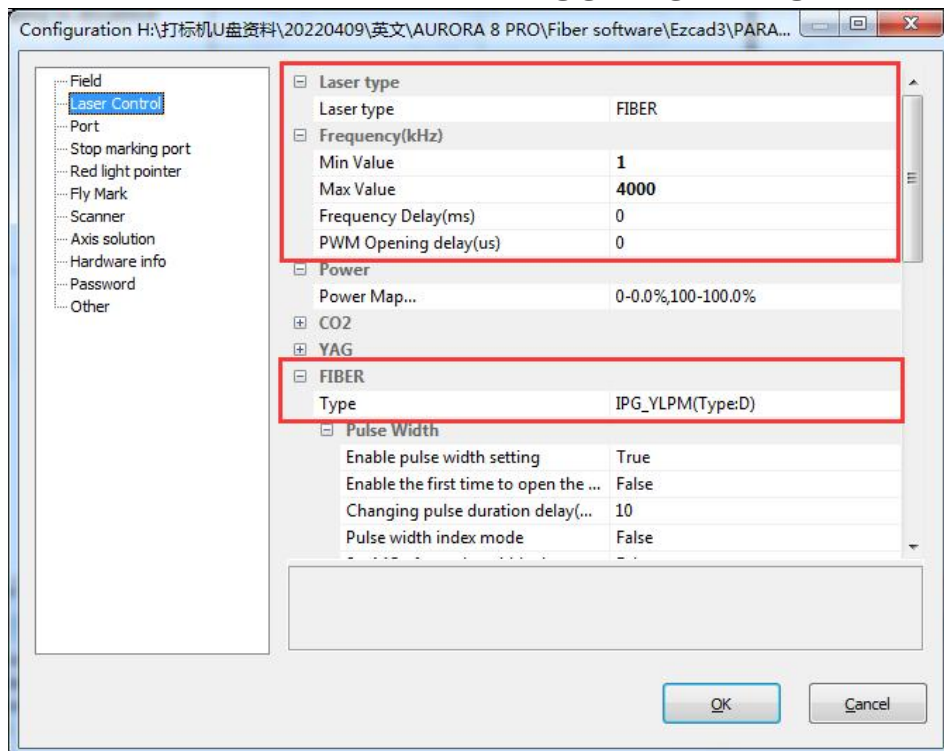 Configuration H:\打标机U盘资料\20220409\英文\AURORA 8 PRO\Fiber software\Ezcad3\PARA...
Field
Laser Control
Port
Stop marking port
Red light pointer
Fly Mark
Scanner
Axis solution
Hardware info
Password
Other
Laser type
Laser type FIBER
Frequency(kHz)
Min Value 1
Max Value 4000
Frequency Delay(ms) 0
PWM Opening delay(us) 0
Power
Power Map... 0-0.0%,100-100.0%
CO2
YAG
FIBER
Type IPG_YLPM(Type:D)
Pulse Width
Enable pulse width setting True
Enable the first time to open the ... False
Changing pulse duration delay(... 10
Pulse width index mode False
OK Cancel